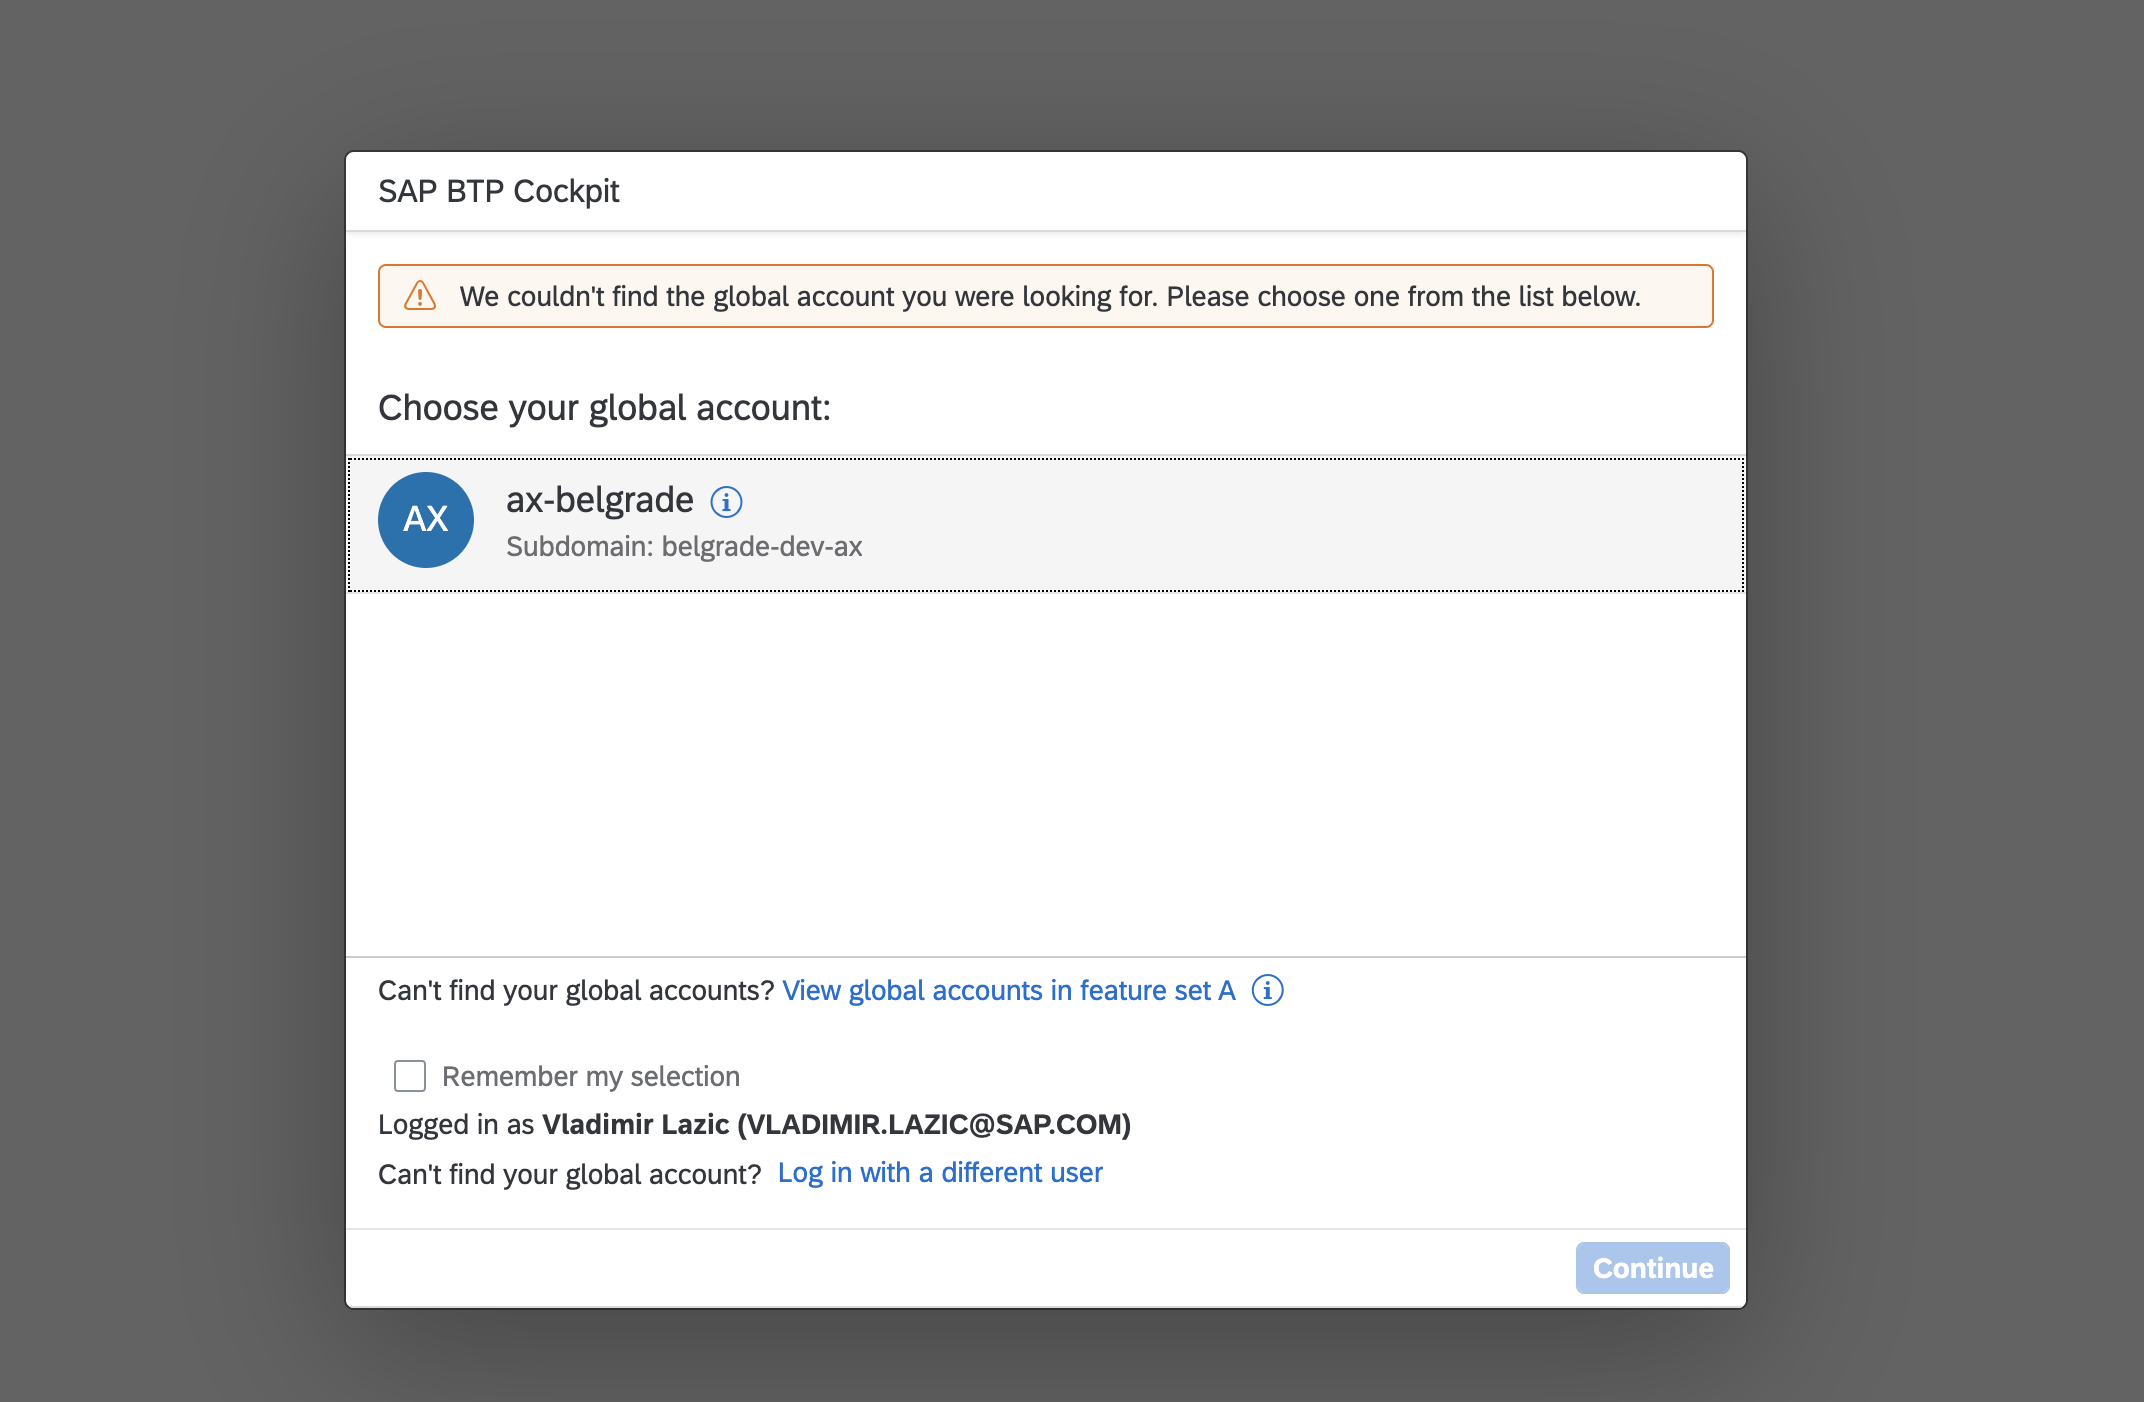 SAP BTP Cockpit
We couldn't find the global account you were looking for. Please choose one from the list below.
Choose your global account:
AX
ax-belgrade
Subdomain: belgrade-dev-ax
Can't find your global accounts? View global accounts in feature set A
Remember my selection
Logged in as Vladimir Lazic (VLADIMIR.LAZIC@SAP.COM)
Can't find your global account? Log in with a different user
Continue